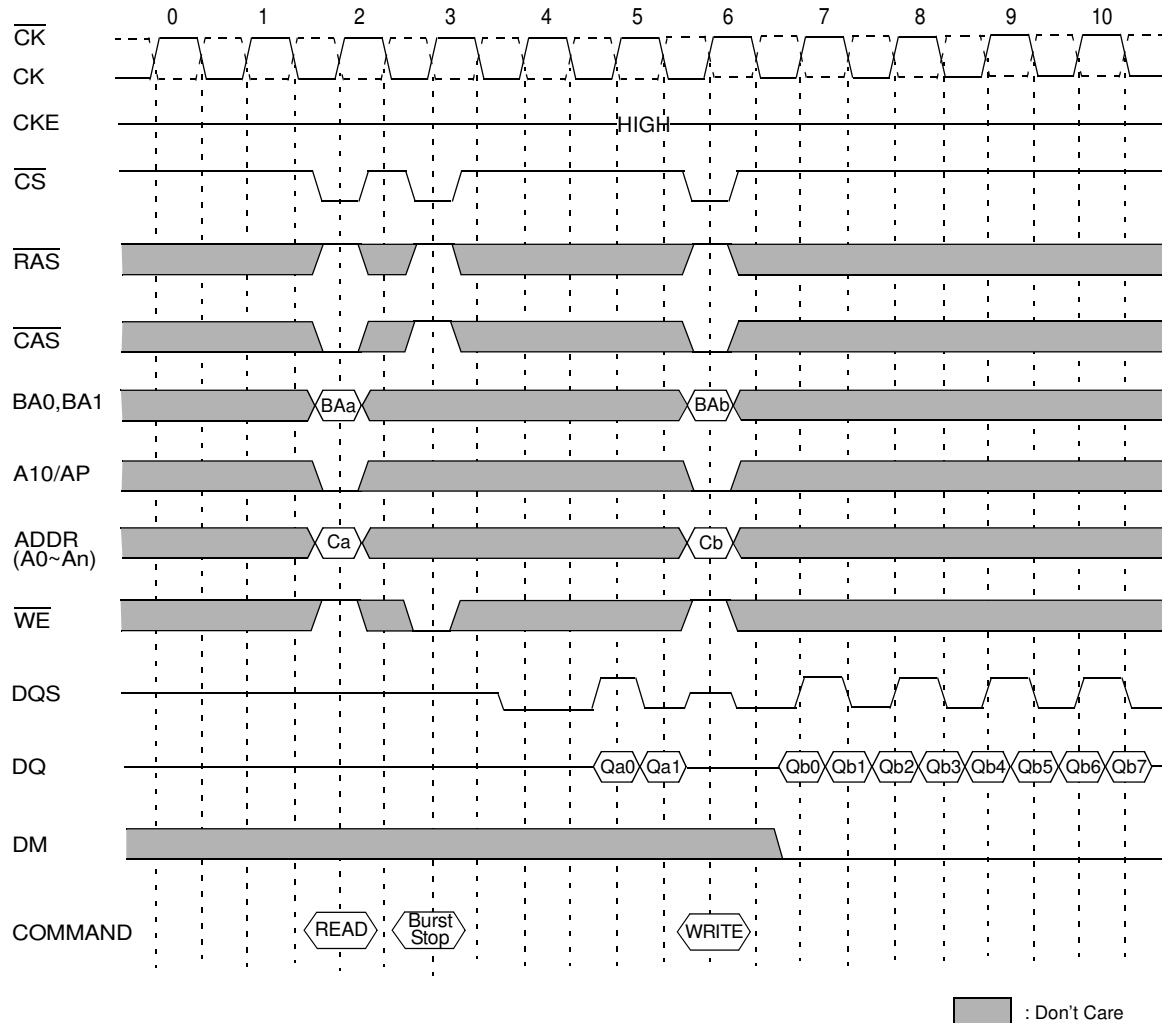 0 1 2 3 4 5 6 7 8 9 10
CK
CK
CKE
HIGH
CS
RAS
CAS
BA0,BA1
BAa
BAb
A10/AP
ADDR
(A0~An)
Ca
Cb
WE
DQS
DQ
Qa0 Qa1 Qb0 Qb1 Qb2 Qb3 Qb4 Qb5 Qb6 Qb7
DM
COMMAND
READ
Burst
Stop
WRITE
: Don't Care